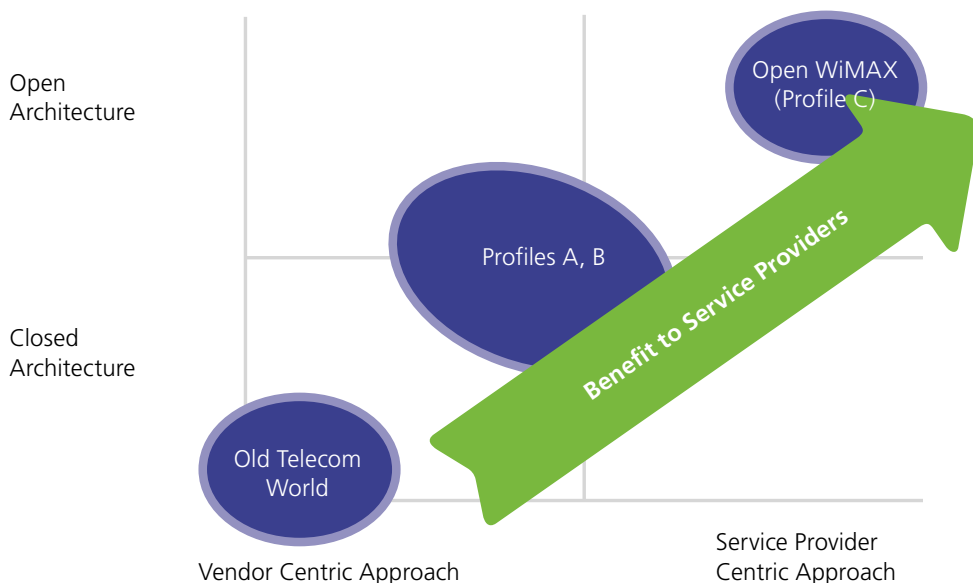 Open
Architecture
Open WiMAX
(Profile C)
Profiles A, B
Benefit to Service Providers
Closed
Architecture
Old Telecom
World
Vendor Centric Approach
Service Provider
Centric Approach